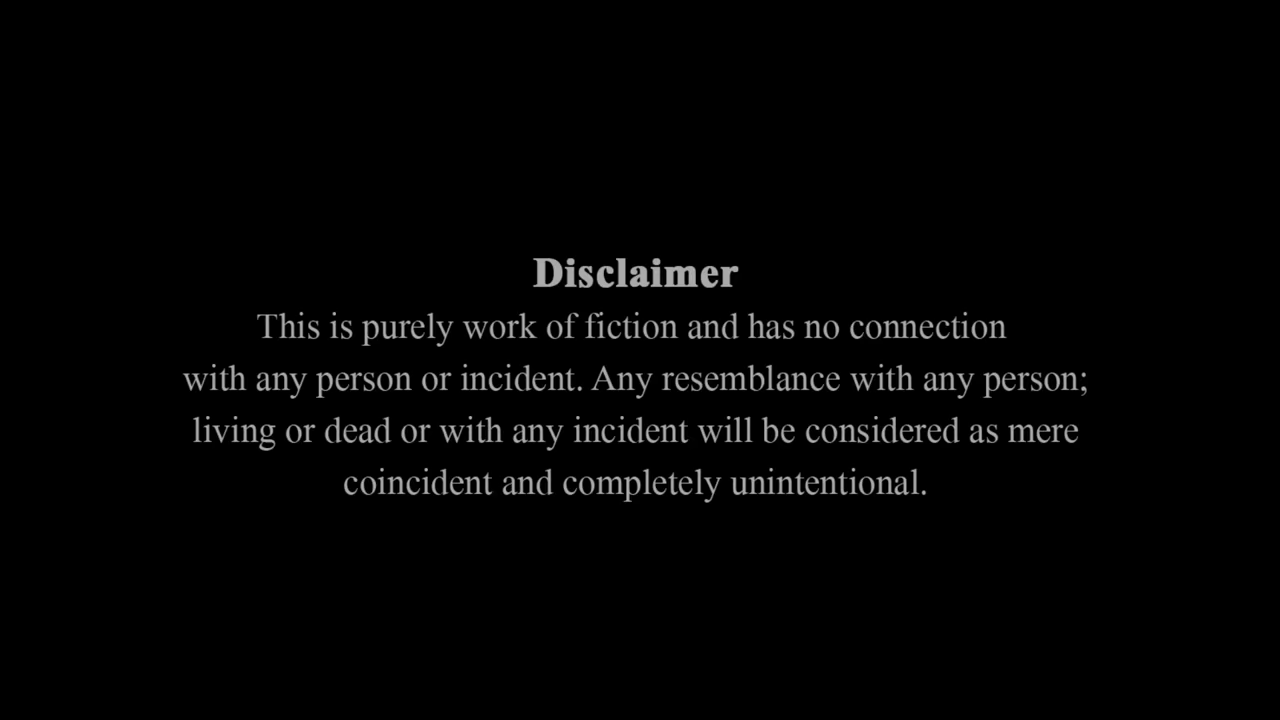 Disclaimer
This is purely work of fiction and has no connection
with any person or incident. Any resemblance with any person;
living or dead or with any incident will be considered as mere
coincident and completely unintentional.